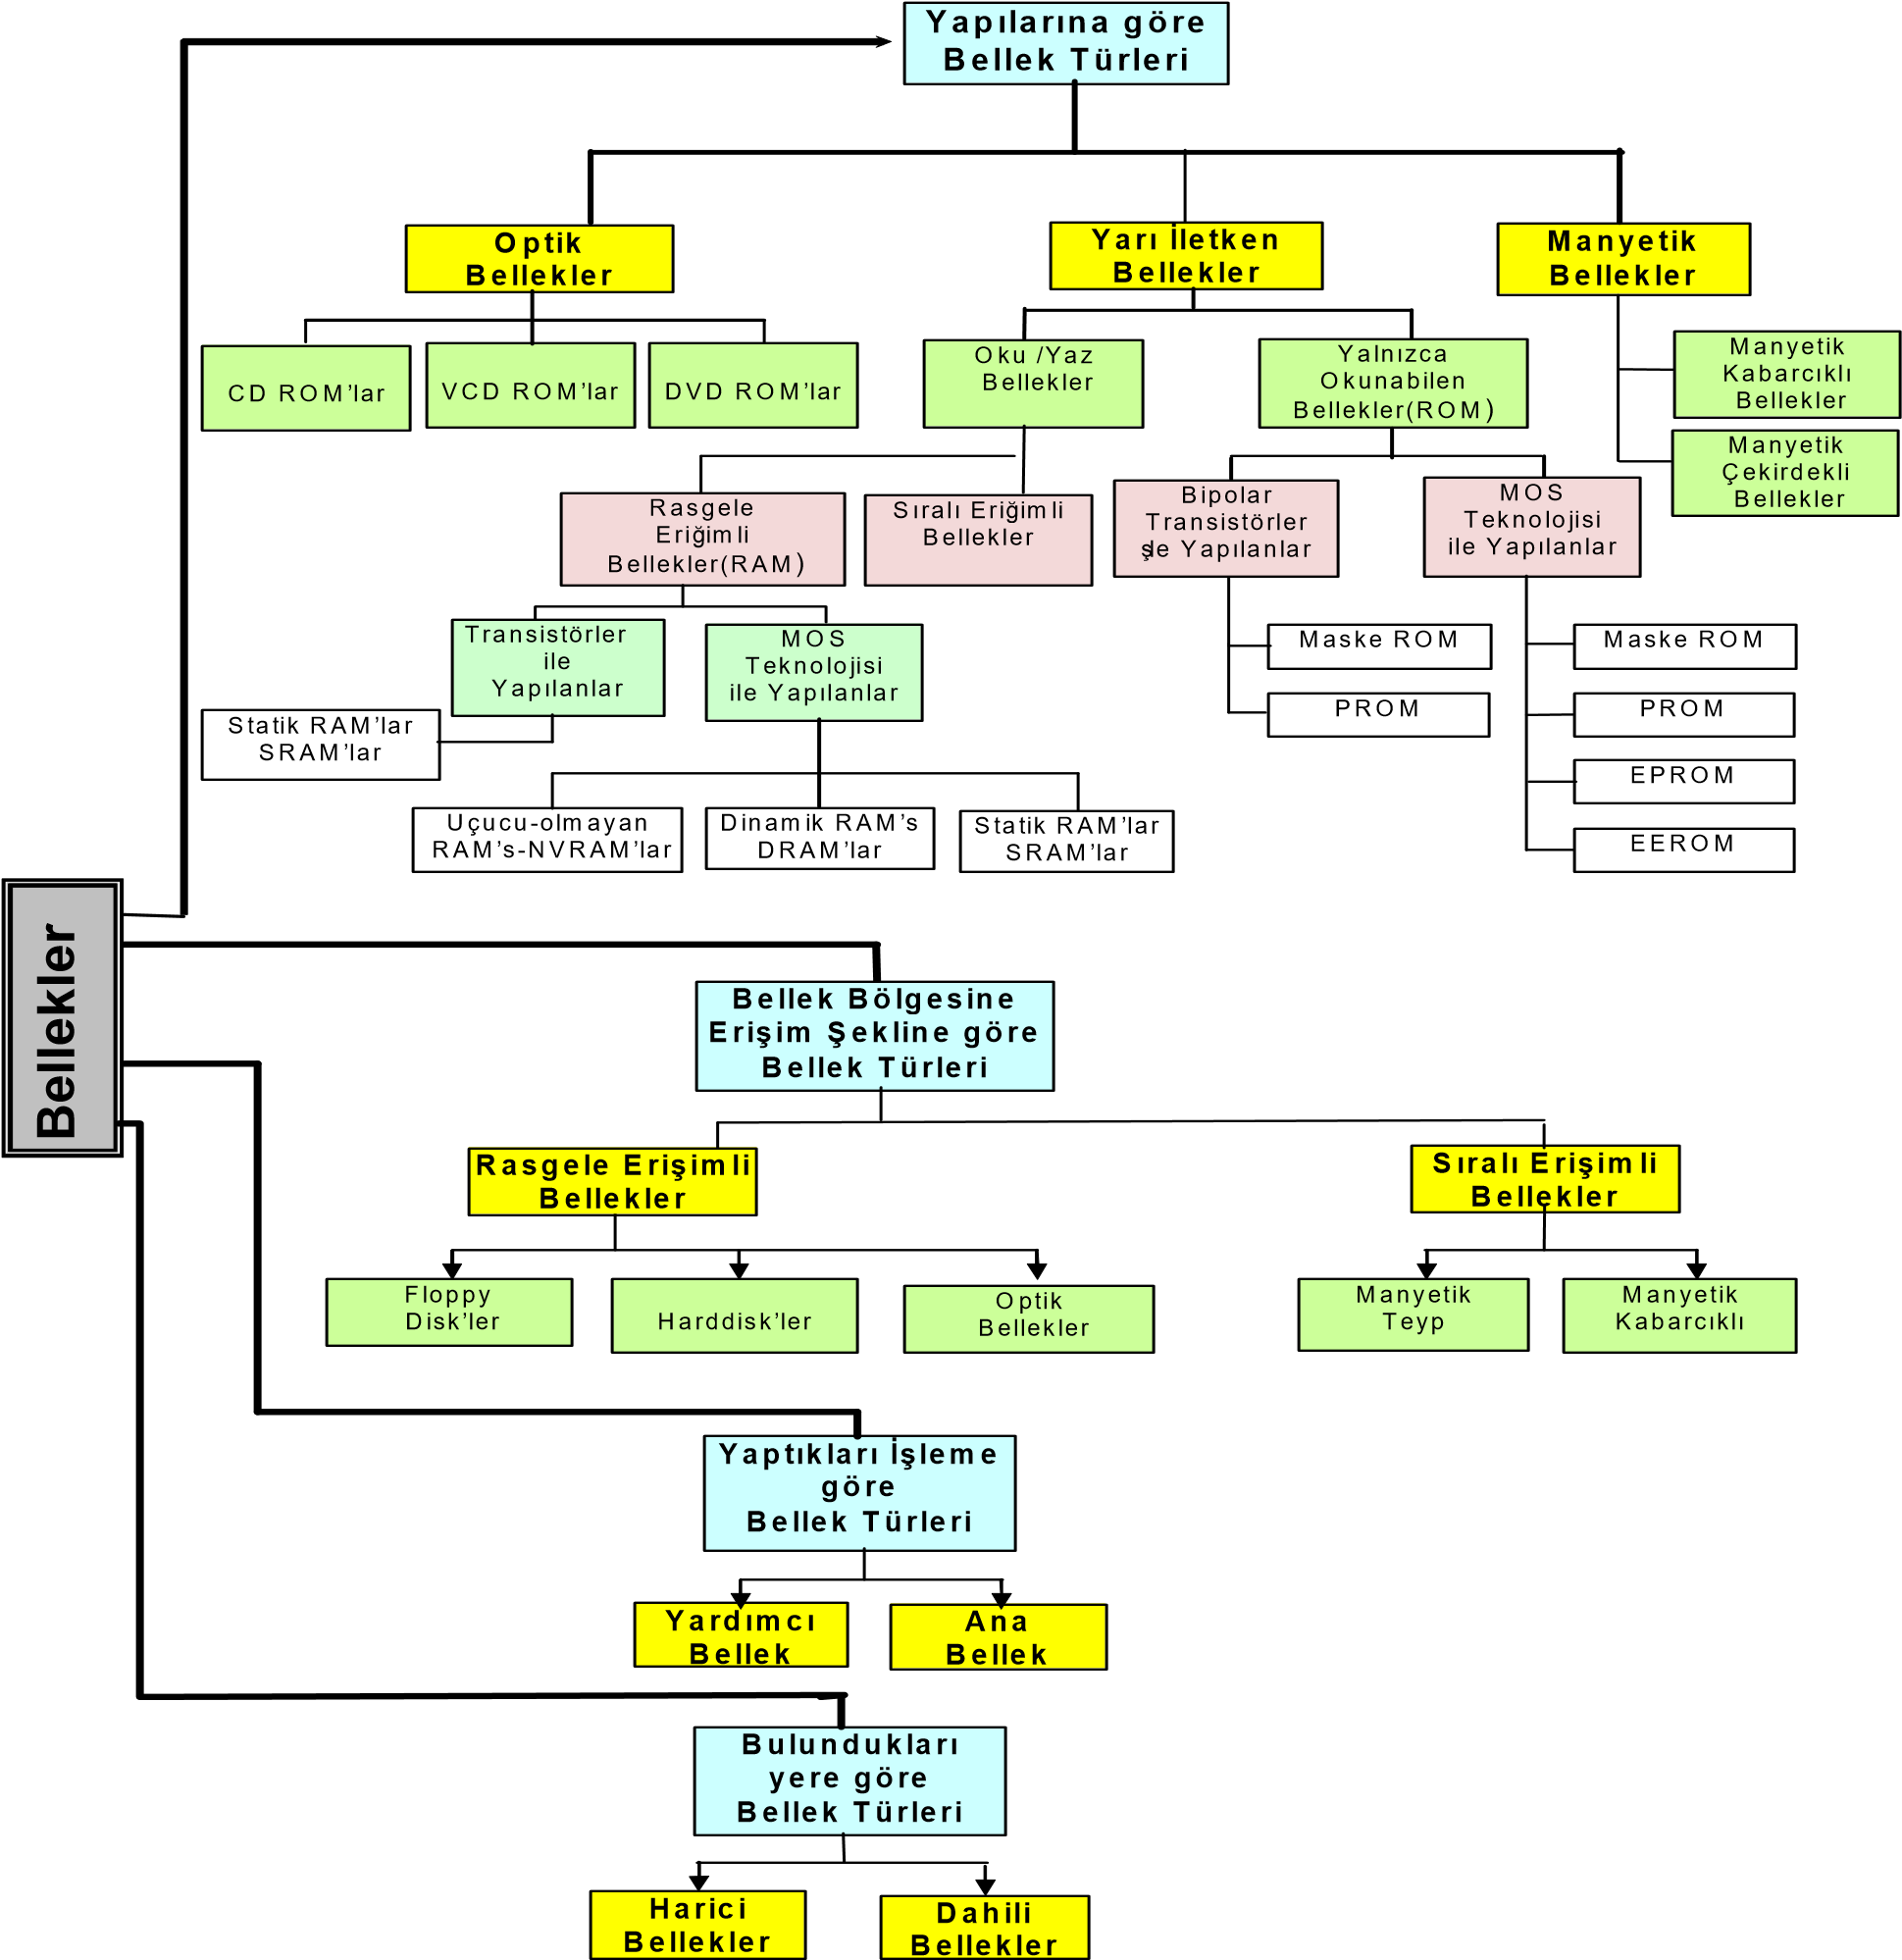 Yapılarına göre
Bellek Türleri
Optik
Bellekler
Yarı İletken
Bellekler
Manyetik
Bellekler
CD ROM’lar
VCD ROM’lar
DVD ROM’lar
Oku /Yaz
Bellekler
Yalnızca
Okunabilen
Bellekler(ROM)
Manyetik
Kabarcıklı
Bellekler
Manyetik
Çekirdekli
Bellekler
Rasgele
Eriğimli
Bellekler(RAM)
Sıralı Eriğimli
Bellekler
Bipolar
Transistörler
şle Yapılanlar
MOS
Teknolojisi
ile Yapılanlar
Transistörler
ile
Yapılanlar
MOS
Teknolojisi
ile Yapılanlar
Maske ROM
PROM
Maske ROM
PROM
EPROM
EEROM
Statik RAM’lar
SRAM’lar
Uçucu-olmayan
RAM’s-NVRAM’lar
Dinamik RAM’s
DRAM’lar
Statik RAM’lar
SRAM’lar
Bellekler
Bellek Bölgesine
Erişim Şekline göre
Bellek Türleri
Rasgele Erişimli
Bellekler
Sıralı Erişimli
Bellekler
Floppy
Disk’ler
Harddisk’ler
Optik
Bellekler
Manyetik
Teyp
Manyetik
Kabarcıklı
Yaptıkları İşleme
göre
Bellek Türleri
Yardımcı
Bellek
Ana
Bellek
Bulundukları
yere göre
Bellek Türleri
Harici
Bellekler
Dahili
Bellekler